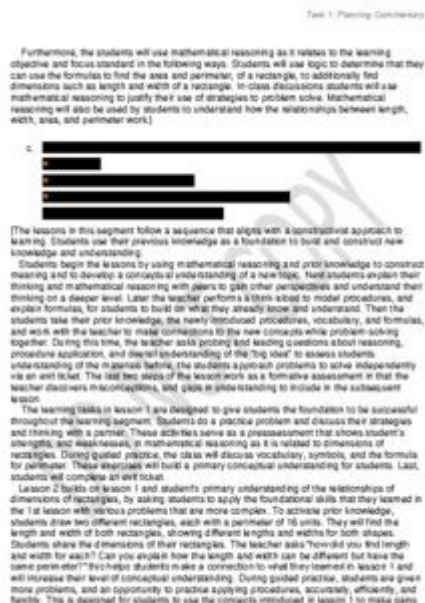 Task 1: Planning Commentary
Furthermore, the students will use mathematical reasoning as it relates to the learning
objective and focus standard in the following ways. Students will use logic to determine that they
can use the formulas to find the area and perimeter, of a rectangle, to additionally find
dimensions such as length and width of a rectangle. In-class discussions students will use
mathematical reasoning to justify their use of strategies to problem solve. Mathematical
reasoning will also be used by students to understand how the relationships between length,
width, area, and perimeter work.]
c.
[The lessons in this segment follow a sequence that aligns with a constructivist approach to
learning. Students use their previous knowledge as a foundation to build and construct new
knowledge and understanding.
Students begin the lessons by using mathematical reasoning and prior knowledge to construct
meaning and to develop a conceptual understanding of a new topic. Next students explain their
thinking and mathematical reasoning with peers to gain other perspectives and understand their
thinking on a deeper level. Later the teacher performs a think aloud to model procedures, and
explain formulas, for students to build on what they already know and understand. Then the
students take their prior knowledge, the newly introduced procedures, vocabulary, and formulas,
and work with the teacher to make connections to the new concepts while problem-solving
together. During this time, the teacher asks probing and leading questions about reasoning,
procedure application, and overall understanding of the "big idea" to assess students
understanding of the materials before, the students approach problems to solve independently
via an exit ticket. The last two steps of the lesson work as a formative assessment in that the
teacher discovers misconceptions, and gaps in understanding to include in the subsequent
lesson.
The learning tasks in lesson 1 are designed to give students the foundation to be successful
throughout the learning segment. Students do a practice problem and discuss their strategies
and thinking with a partner. These activities serve as a preassessment that shows student's
strengths, and weaknesses, in mathematical reasoning as it is related to dimensions of
rectangles. During guided practice, the class will discuss vocabulary, symbols, and the formula
for perimeter. These exercises will build a primary conceptual understanding for students. Last,
students will complete an exit ticket.
Lesson 2 builds on lesson 1 and student's primary understanding of the relationships of
dimensions of rectangles, by asking students to apply the foundational skills that they learned in
the 1st lesson with various problems that are more complex. To activate prior knowledge,
students draw two different rectangles, each with a perimeter of 16 units. They will find the
length and width of both rectangles, showing different lengths and widths for both shapes.
Students share the dimensions of their rectangles. The teacher asks "how did you find length
and width for each? Can you explain how the length and width can be different but have the
same perimeter?" this helps students make a connection to what they learned in lesson 1 and
will increase their level of conceptual understanding. During guided practice, students are given
more problems, and an opportunity to practice applying procedures, accurately, efficiently, and
flexibly. This is designed for students to use the concepts introduced in lesson 1 to make gains